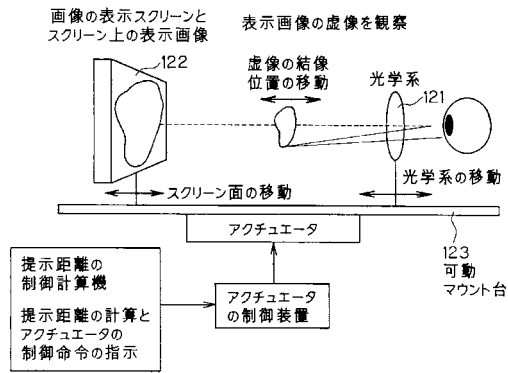 画像の表示スクリーンと
スクリーン上の表示画像
表示画像の虚像を観察
122
虚像の結像
位置の移動
光学系
121
スクリーン面の移動
光学系の移動
アクチュエータ
123
可動
マウント台
提示距離の
制御計算機
提示距離の計算と
アクチュエータの
制御命令の指示
アクチュエータ
の制御装置